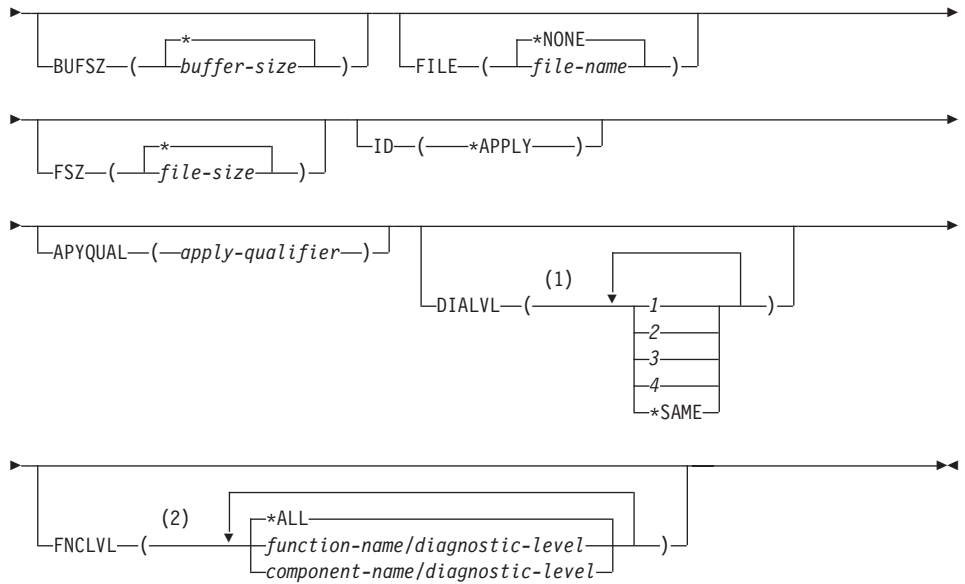 *
*NONE
BUFSZ ( buffer-size ) FILE ( file-name )
*
ID ( *APPLY )
FSZ ( file-size )
APYQUAL ( apply-qualifier )
(1)
DIALVL ( 1 )
2
3
4
*SAME
(2)
*ALL
FNCLVL ( function-name/diagnostic-level )
component-name/diagnostic-level